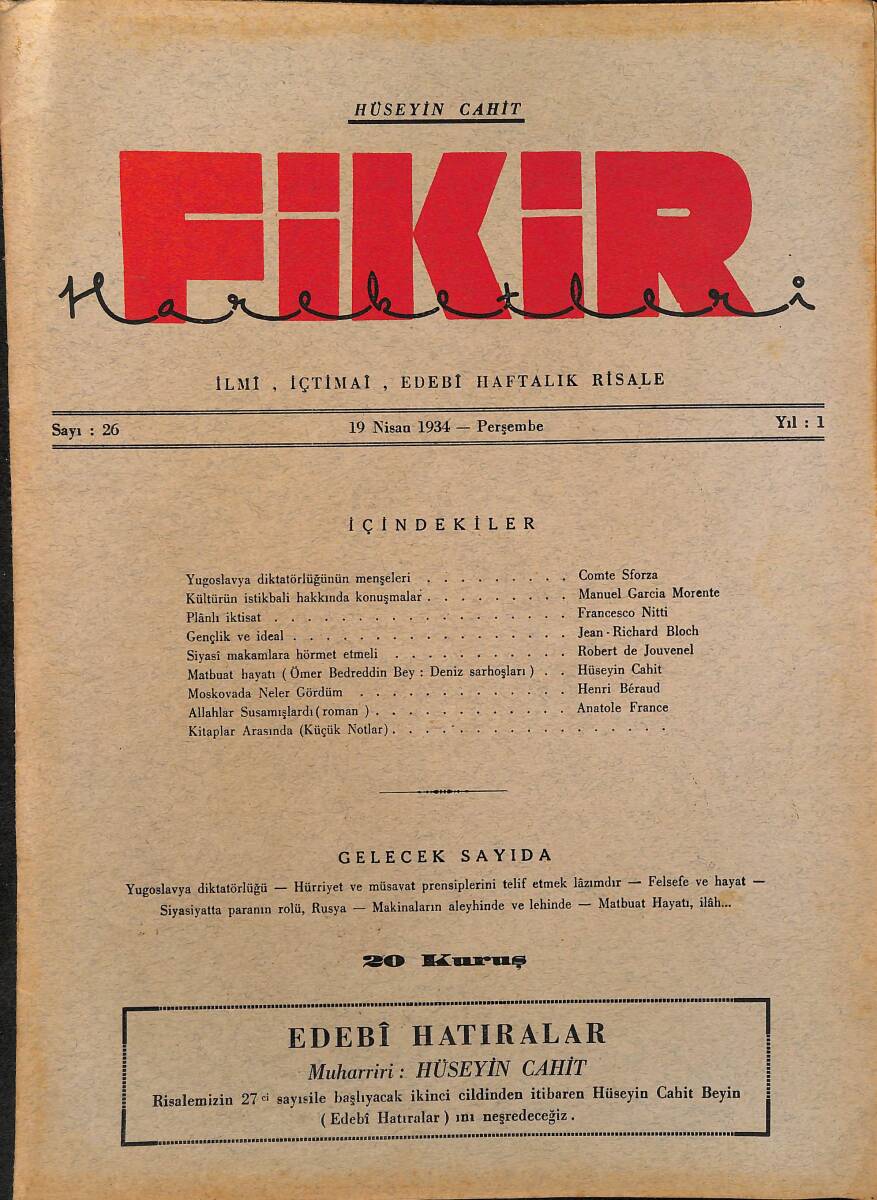 HÜSEYİN CAHİT
FİKİR
Hareketleri
İLMÎ , İÇTİMAÎ , EDEBÎ HAFTALIK RİSALE
Sayı : 26 19 Nisan 1934 — Perşembe Yıl : 1
İÇİNDEKİLER
Yugoslavya diktatörlüğünün menşeleri . . . . . . . . . Comte Sforza
Kültürün istikbali hakkında konuşmalar . . . . . . . . . Manuel Garcia Morente
Plânlı iktisat . . . . . . . . . . . . . . . . . . Francesco Nitti
Gençlik ve ideal . . . . . . . . . . . . . . . . . Jean - Richard Bloch
Siyasî makamlara hörmet etmeli . . . . . . . . . . . Robert de Jouvenel
Matbuat hayatı ( Ömer Bedreddin Bey : Deniz sarhoşları ) . . Hüseyin Cahit
Moskovada Neler Gördüm . . . . . . . . . . . . . Henri Béraud
Allahlar Susamışlardı ( roman ) . . . . . . . . . . . . Anatole France
Kitaplar Arasında (Küçük Notlar) . . . . . . . . . . . . . . . . .
GELECEK SAYIDA
Yugoslavya diktatörlüğü — Hürriyet ve müsavat prensiplerini telif etmek lâzımdır — Felsefe ve hayat —
Siyasiyatta paranın rolü, Rusya — Makinaların aleyhinde ve lehinde — Matbuat Hayatı, ilâh...
20 Kuruş
EDEBÎ HATIRALAR
Muharriri : HÜSEYİN CAHİT
Risalemizin 27 ci sayısile başlıyacak ikinci cildinden itibaren Hüseyin Cahit Beyin
( Edebî Hatıralar ) ını neşredeceğiz .